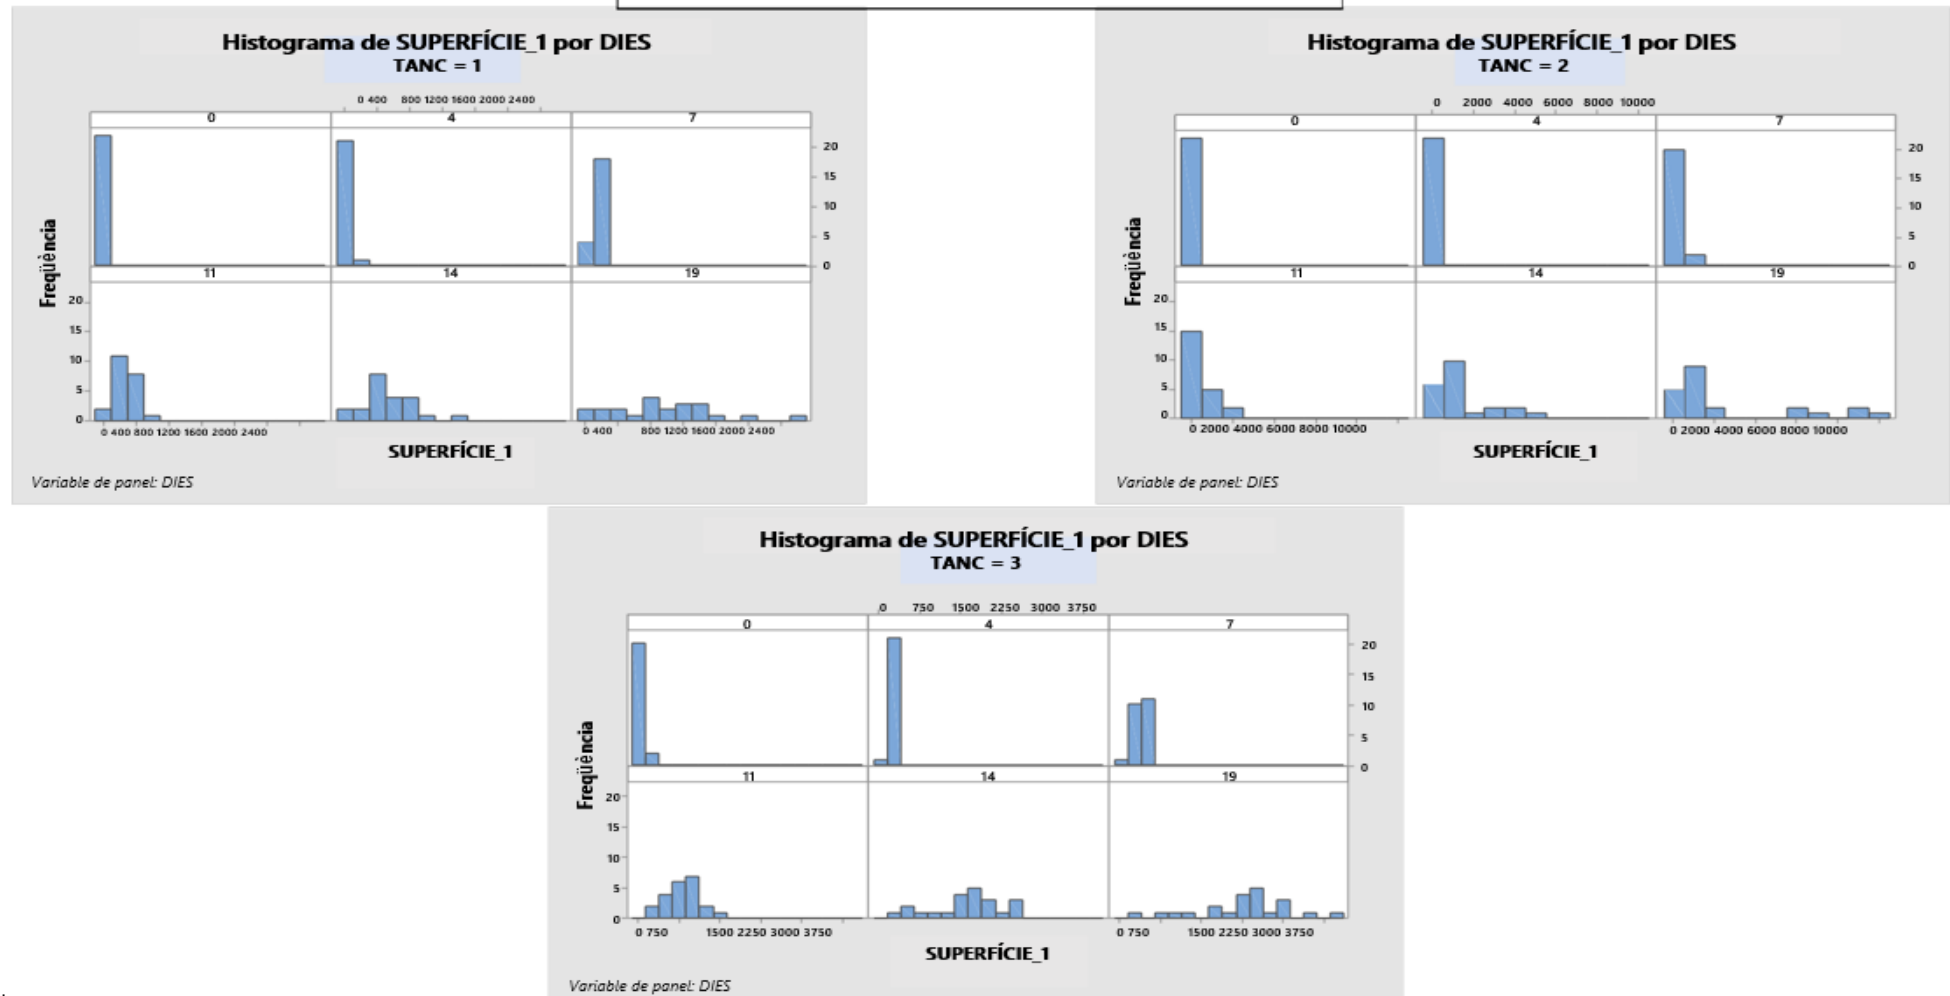 Histograma de SUPERFÍCIE_1 por DIES
TANC = 1
0 400 800 1200 1600 2000 2400
0 4 7
20
15
10
5
0
11 14 19
20
15
10
5
0
Freqüència
0 400 800 1200 1600 2000 2400 0 400 800 1200 1600 2000 2400
SUPERFÍCIE_1
Variable de panel: DIES
Histograma de SUPERFÍCIE_1 por DIES
TANC = 2
0 2000 4000 6000 8000 10000
0 4 7
20
15
10
5
0
11 14 19
20
15
10
5
0
Freqüència
0 2000 4000 6000 8000 10000 0 2000 4000 6000 8000 10000
SUPERFÍCIE_1
Variable de panel: DIES
Histograma de SUPERFÍCIE_1 por DIES
TANC = 3
0 750 1500 2250 3000 3750
0 4 7
20
15
10
5
0
11 14 19
20
15
10
5
0
Freqüència
0 750 1500 2250 3000 3750 0 750 1500 2250 3000 3750
SUPERFÍCIE_1
Variable de panel: DIES
.